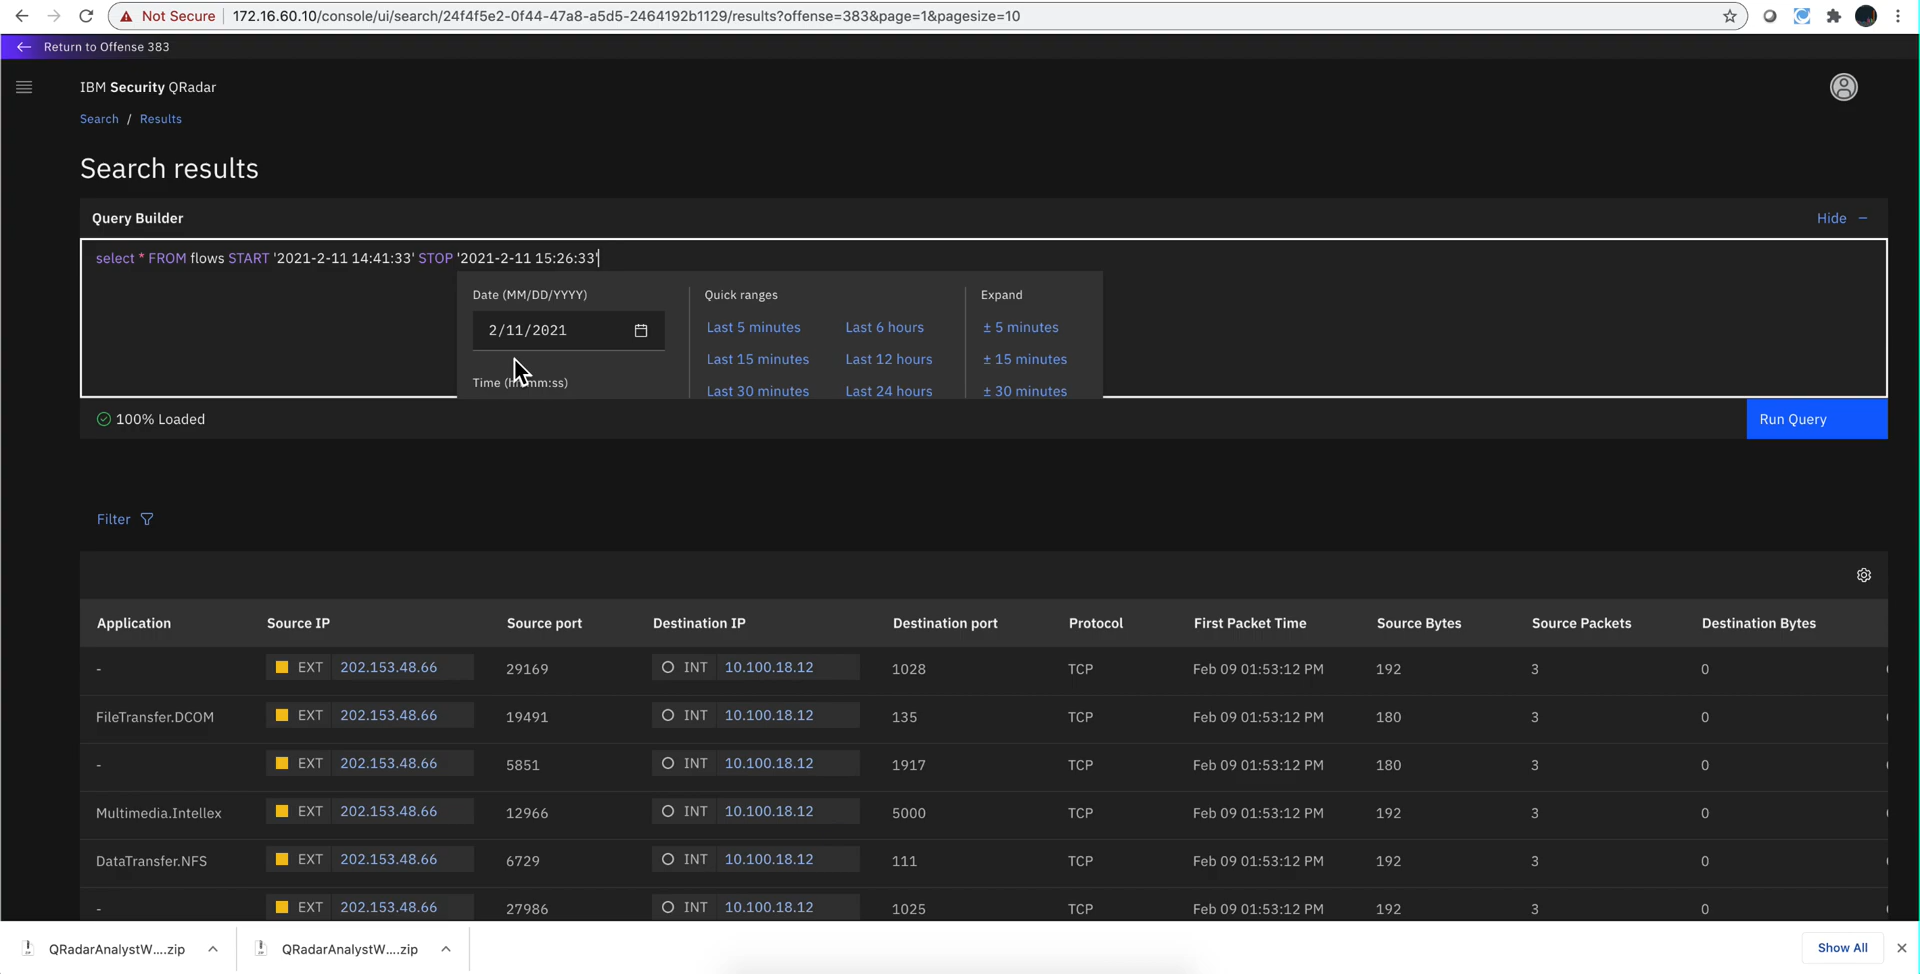 Not Secure 172.16.60.10/console/ui/search/24f4f5e2-0f44-47a8-a5d5-2464192b1129/results?offense=383&page=1&pagesize=10
Return to Offense 383
IBM Security QRadar
Search / Results
Search results
Query Builder Hide
select * FROM flows START '2021-2-11 14:41:33' STOP '2021-2-11 15:26:33'
Date (MM/DD/YYYY) Quick ranges Expand
2/11/2021 Last 5 minutes Last 6 hours ± 5 minutes
Last 15 minutes Last 12 hours ± 15 minutes
Time (hh:mm:ss) Last 30 minutes Last 24 hours ± 30 minutes
100% Loaded Run Query
Filter
Application Source IP Source port Destination IP Destination port Protocol First Packet Time Source Bytes Source Packets Destination Bytes
- EXT 202.153.48.66 29169 INT 10.100.18.12 1028 TCP Feb 09 01:53:12 PM 192 3 0
FileTransfer.DCOM EXT 202.153.48.66 19491 INT 10.100.18.12 135 TCP Feb 09 01:53:12 PM 180 3 0
- EXT 202.153.48.66 5851 INT 10.100.18.12 1917 TCP Feb 09 01:53:12 PM 180 3 0
Multimedia.Intellex EXT 202.153.48.66 12966 INT 10.100.18.12 5000 TCP Feb 09 01:53:12 PM 192 3 0
DataTransfer.NFS EXT 202.153.48.66 6729 INT 10.100.18.12 111 TCP Feb 09 01:53:12 PM 192 3 0
- EXT 202.153.48.66 27986 INT 10.100.18.12 1025 TCP Feb 09 01:53:12 PM 192 3 0
QRadarAnalystW....zip QRadarAnalystW....zip Show All